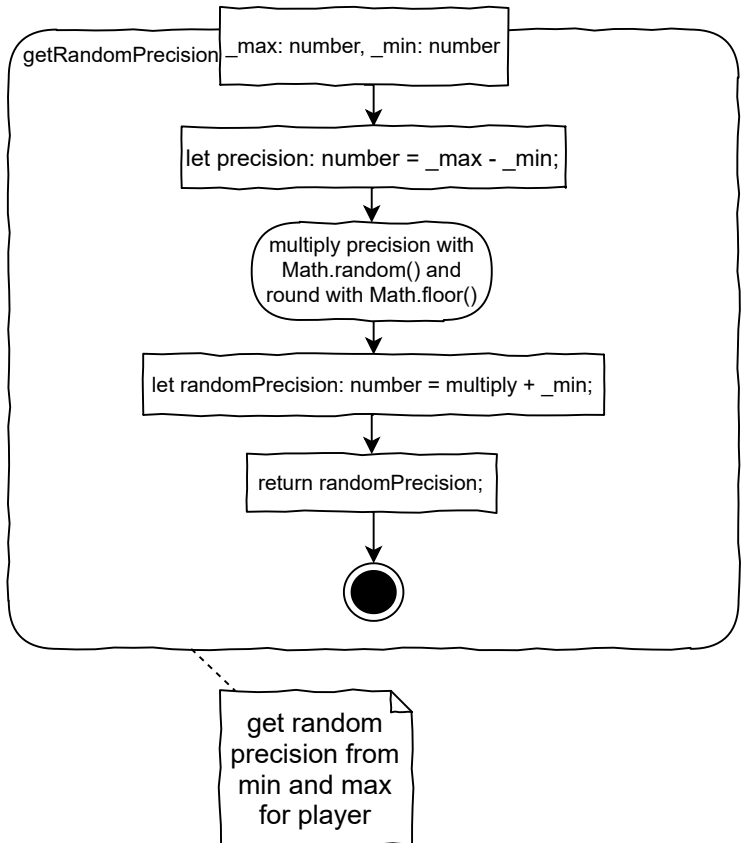 getRandomPrecision
_max: number, _min: number
let precision: number = _max - _min;
multiply precision with
Math.random() and
round with Math.floor()
let randomPrecision: number = multiply + _min;
return randomPrecision;
get random
precision from
min and max
for player